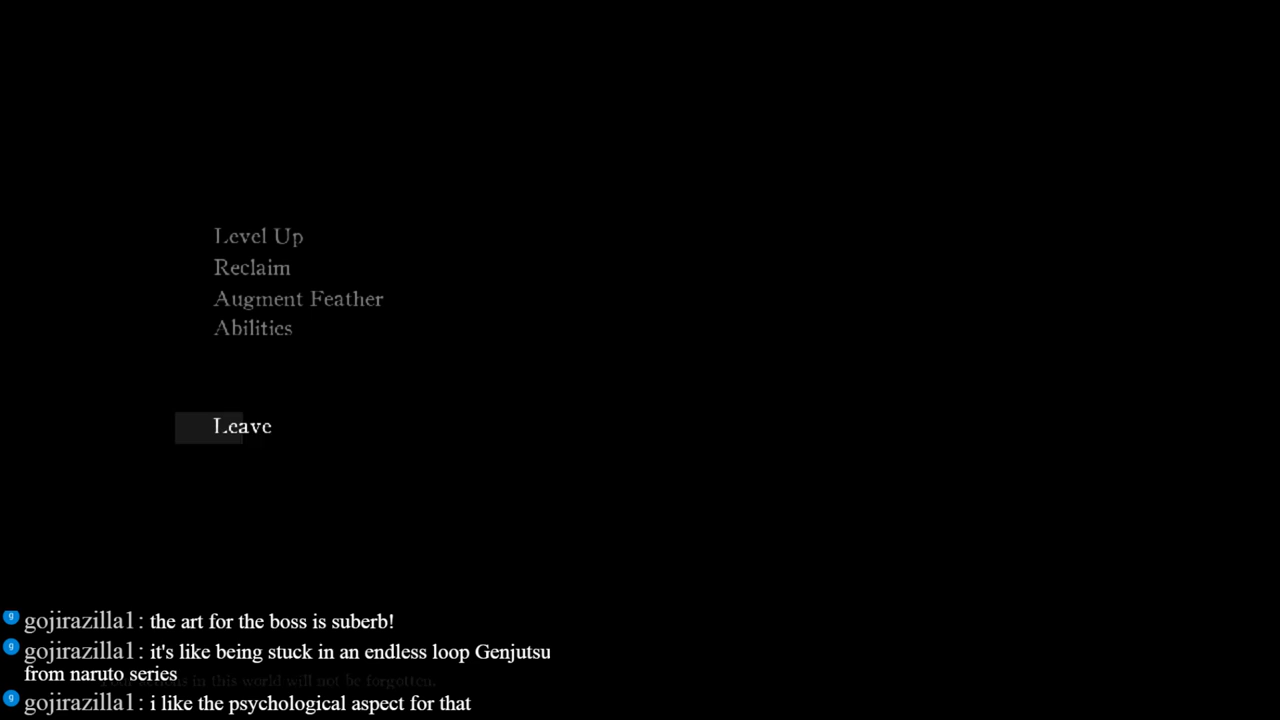 Level Up
Reclaim
Augment Feather
Abilities
Leave
g gojirazilla1: the art for the boss is suberb!
g gojirazilla1: it's like being stuck in an endless loop Genjutsu
from naruto series
in this world will not be forgotten.
g gojirazilla1: i like the psychological aspect for that